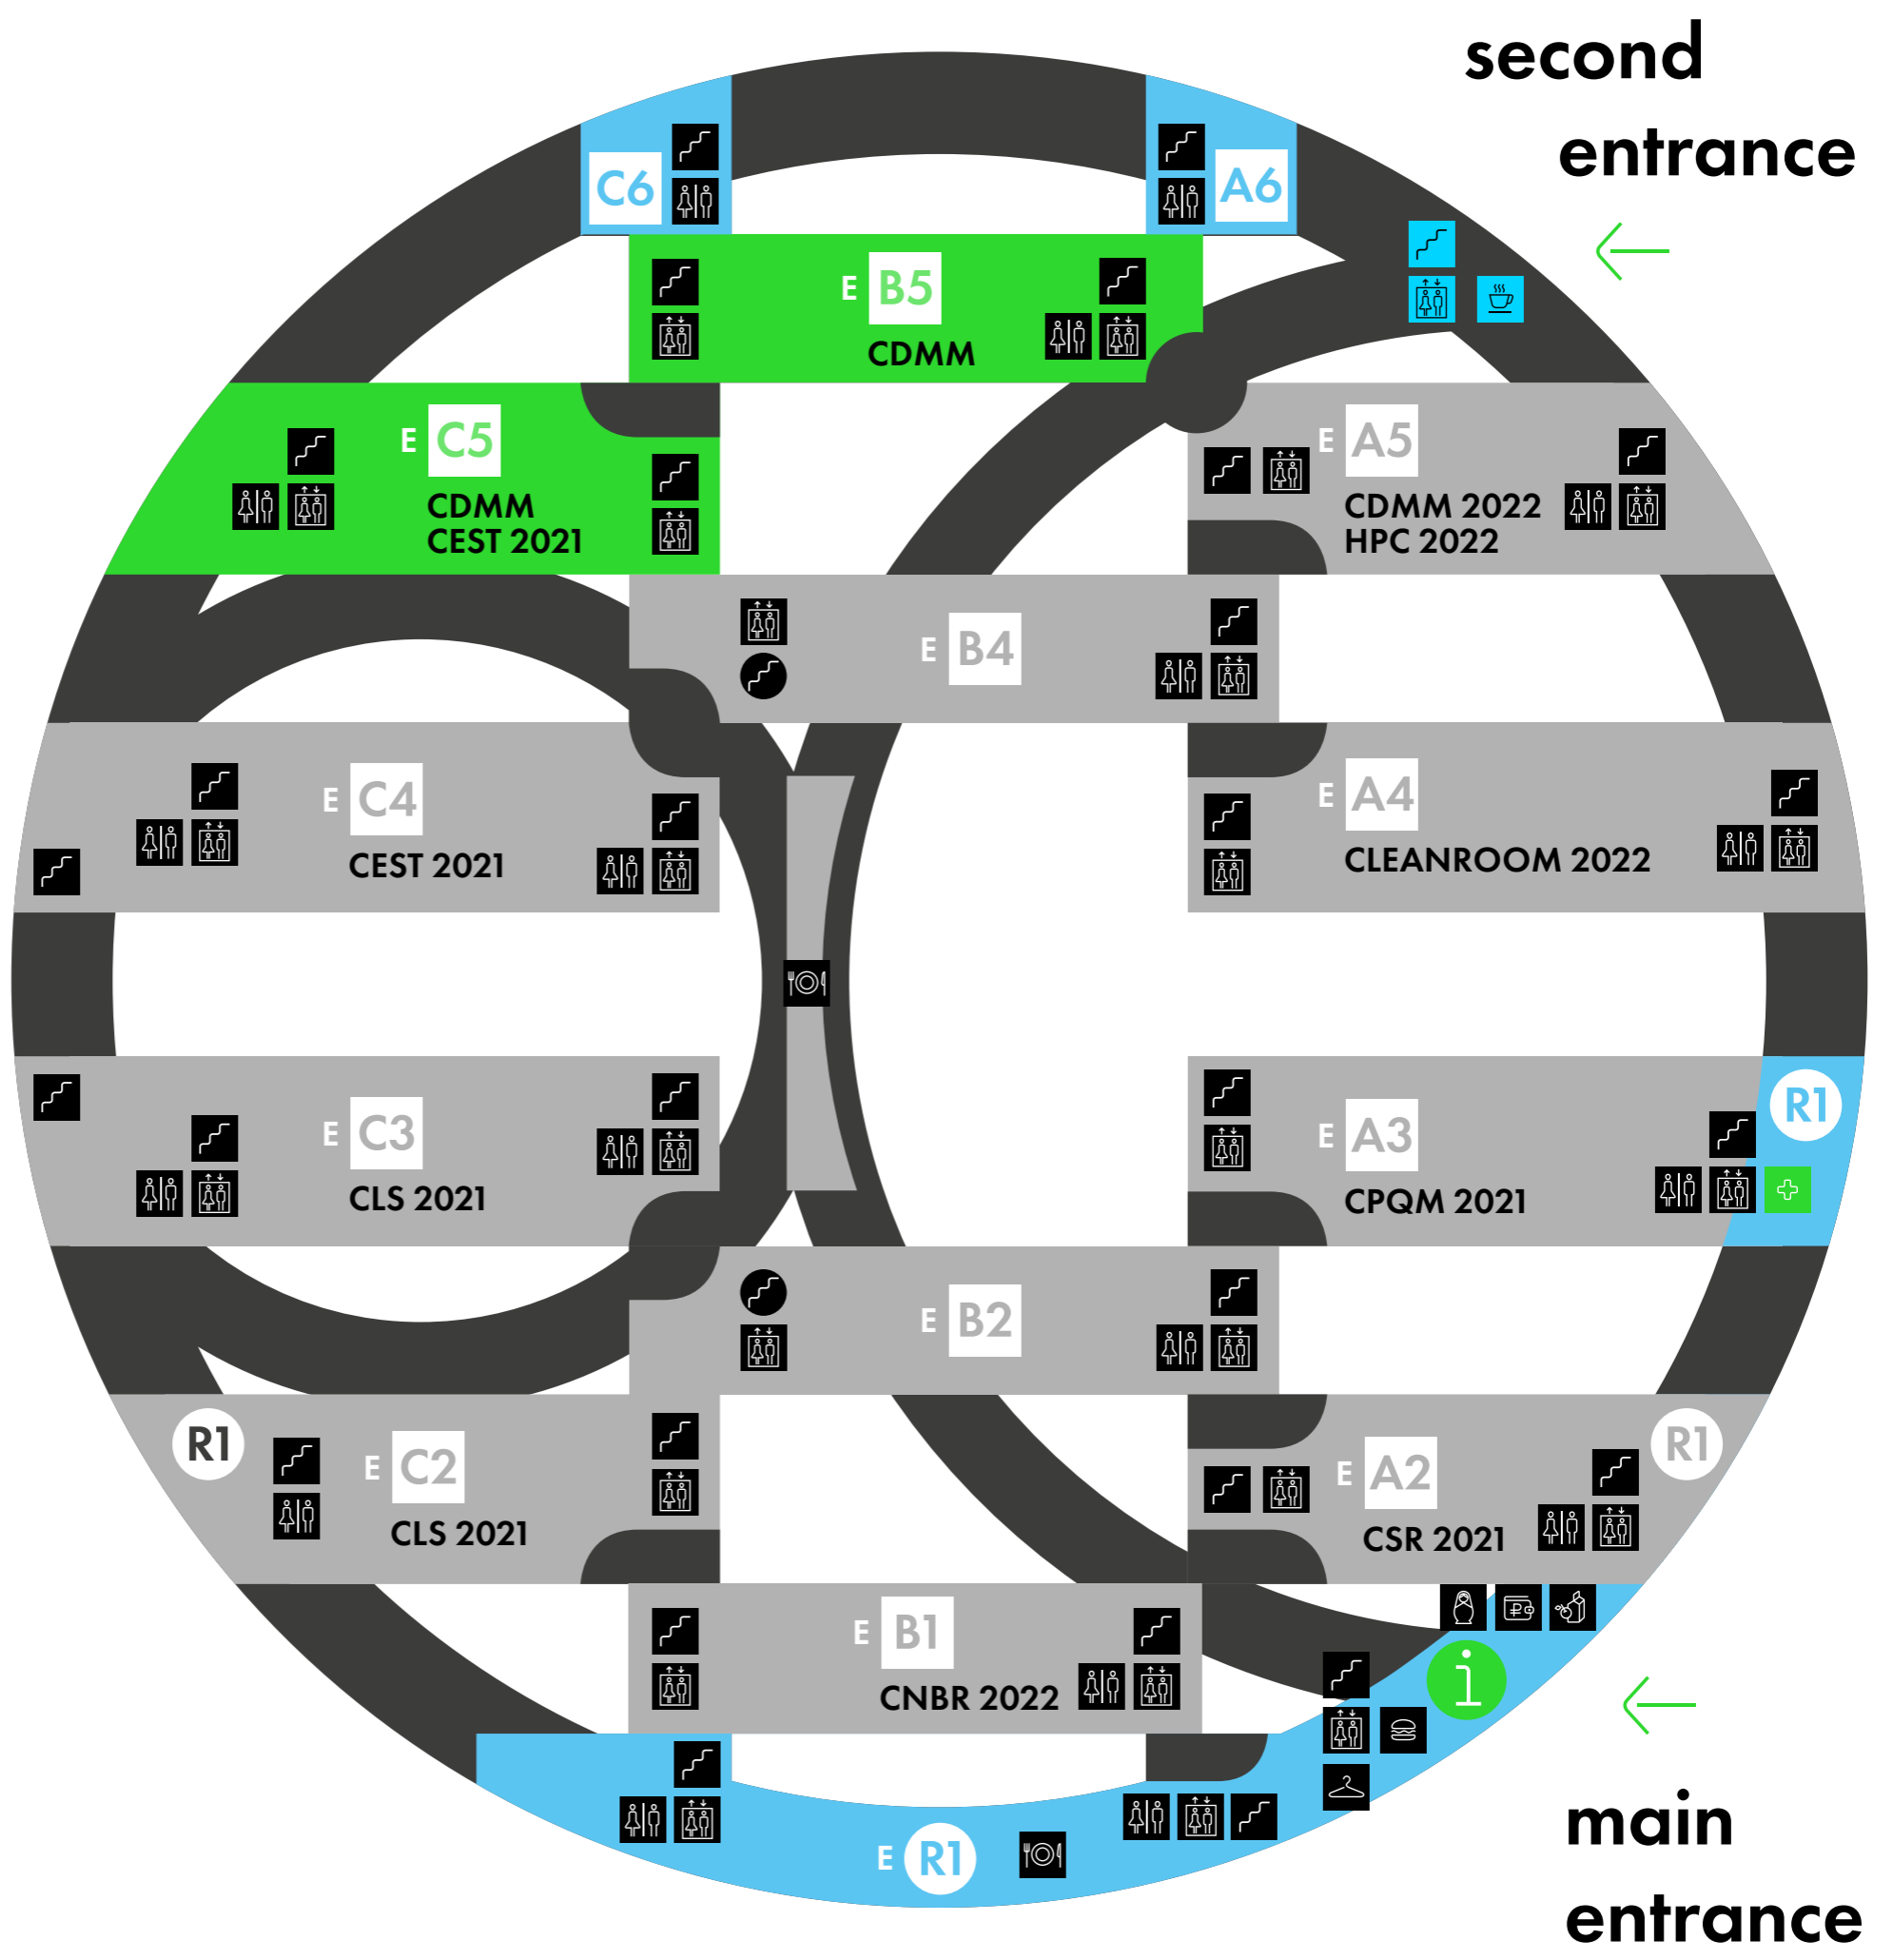 second
entrance
C6
A6
E B5
CDMM
E C5
CDMM
CEST 2021
E A5
CDMM 2022
HPC 2022
E B4
E C4
CEST 2021
E A4
CLEANROOM 2022
E C3
CLS 2021
E A3
CPQM 2021
R1
E B2
R1
E C2
CLS 2021
E A2
CSR 2021
R1
E B1
CNBR 2022
i
E R1
main
entrance